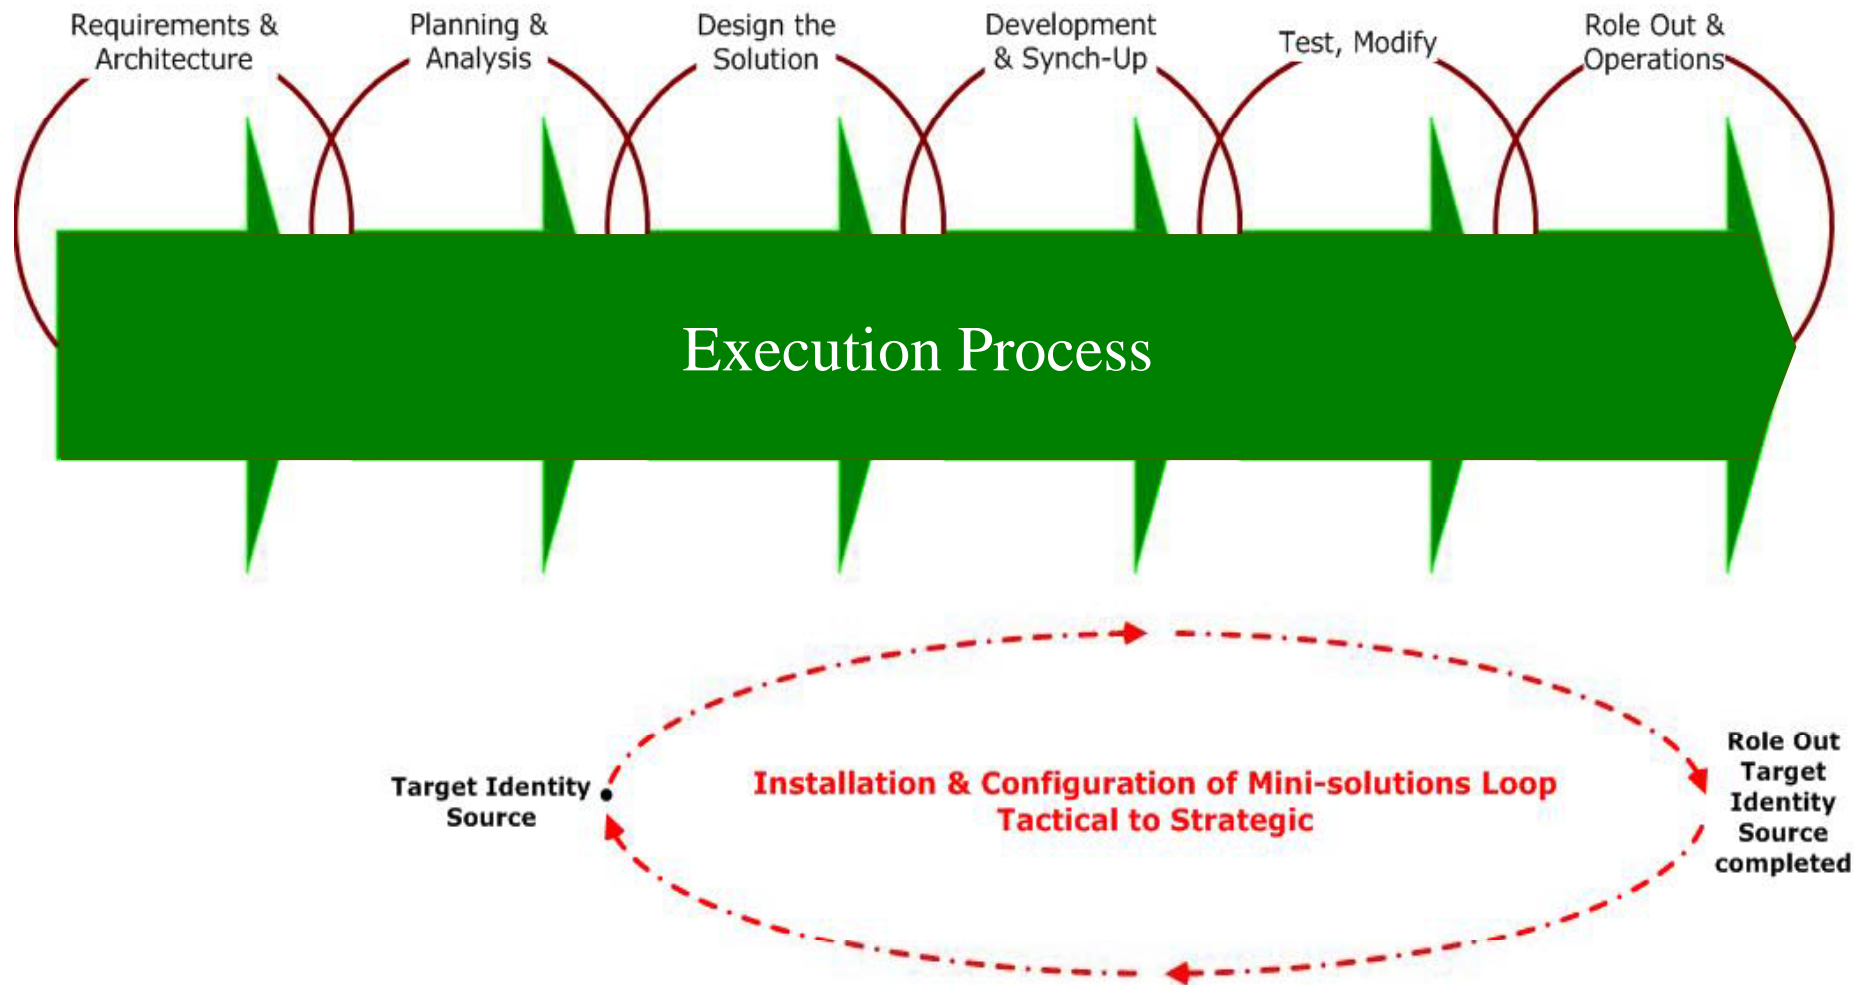 Requirements &
Architecture
Planning &
Analysis
Design the
Solution
Development
& Synch-Up
Test, Modify
Role Out &
Operations
Execution Process
Target Identity
Source
Installation & Configuration of Mini-solutions Loop
Tactical to Strategic
Role Out
Target
Identity
Source
completed